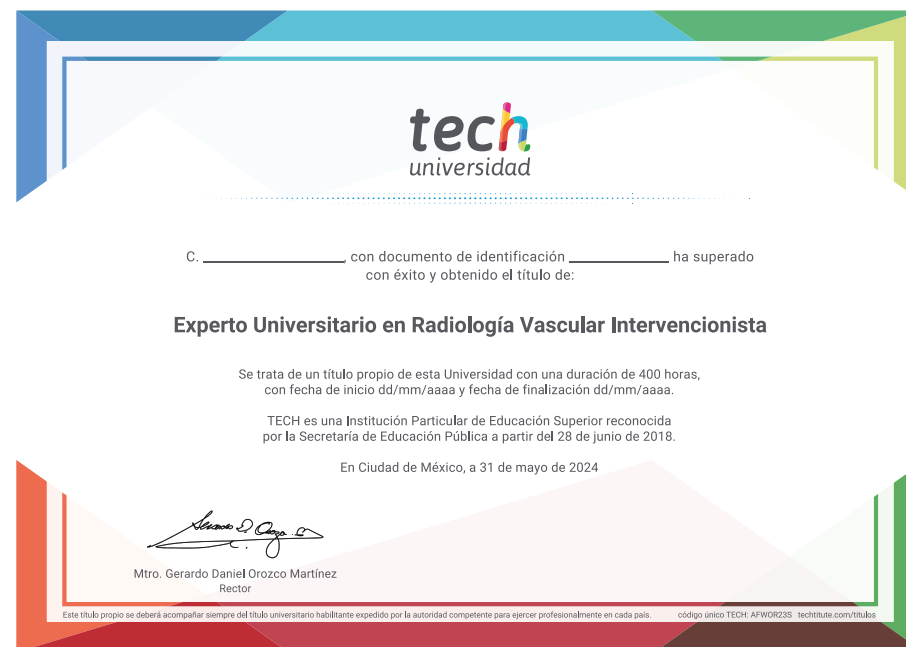 tech
universidad
C. ____________________, con documento de identificación ______________ ha superado
con éxito y obtenido el título de:
Experto Universitario en Radiología Vascular Intervencionista
Se trata de un título propio de esta Universidad con una duración de 400 horas,
con fecha de inicio dd/mm/aaaa y fecha de finalización dd/mm/aaaa.
TECH es una Institución Particular de Educación Superior reconocida
por la Secretaría de Educación Pública a partir del 28 de junio de 2018.
En Ciudad de México, a 31 de mayo de 2024
Mtro. Gerardo Daniel Orozco Martínez
Rector
Este título propio se deberá acompañar siempre del título universitario habilitante expedido por la autoridad competente para ejercer profesionalmente en cada país. código único TECH: AFWOR23S techtitute.com/titulos